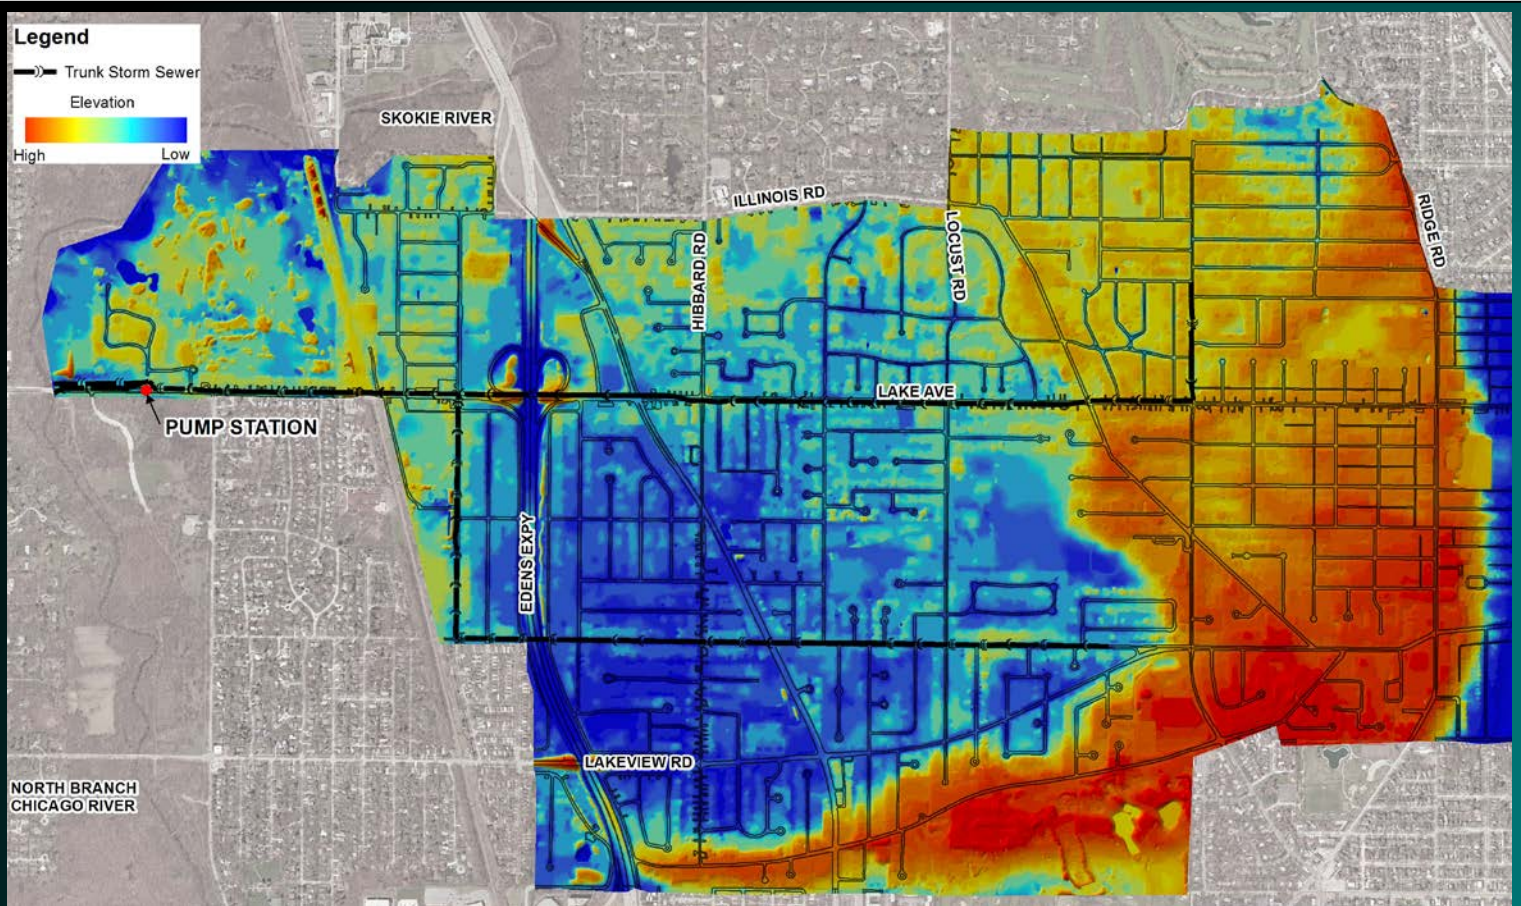 Legend
Trunk Storm Sewer
Elevation
High
Low
SKOKIE RIVER
ILLINOIS RD
HIBBARD RD
LOCUST RD
RIDGE RD
LAKE AVE
PUMP STATION
EDENS EXPY
LAKEVIEW RD
NORTH BRANCH
CHICAGO RIVER